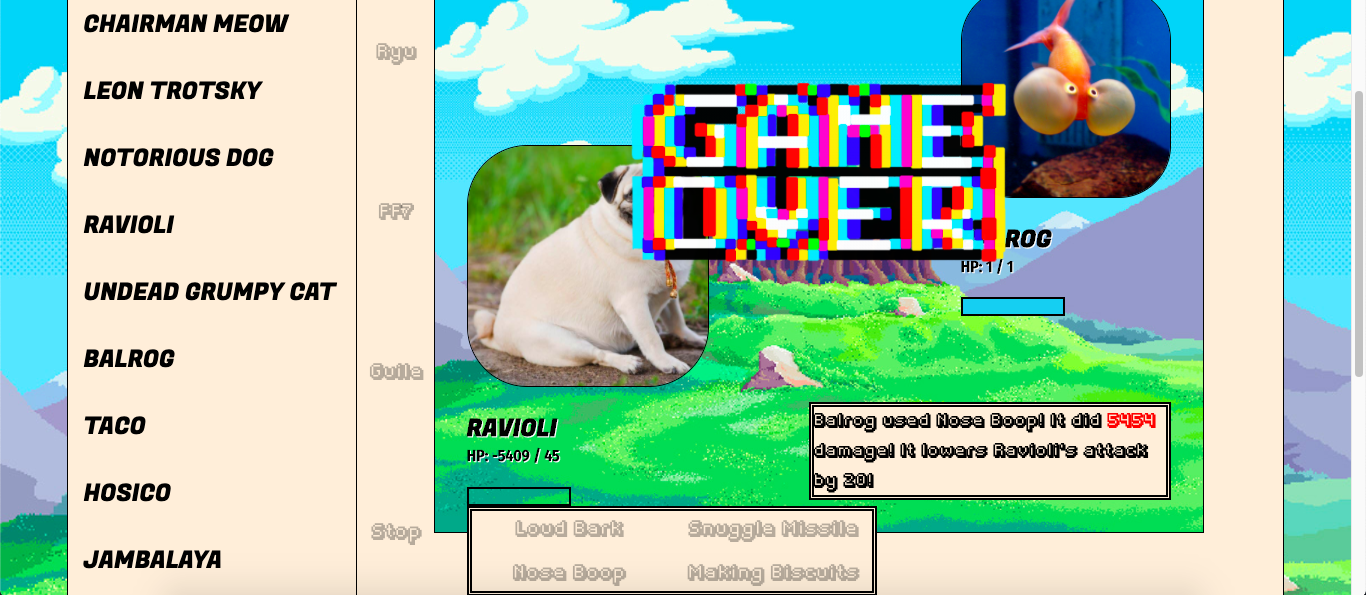 CHAIRMAN MEOW
LEON TROTSKY
NOTORIOUS DOG
RAVIOLI
UNDEAD GRUMPY CAT
BALROG
TACO
HOSICO
JAMBALAYA
Ryu
FF7
Guile
Stop
GAME
OVER
ROG
HP: 1 / 1
RAVIOLI
HP: -5409 / 45
Balrog used Nose Boop! It did 5454
damage! It lowers Ravioli's attack
by 20!
Loud Bark Snuggle Missile
Nose Boop Making Biscuits